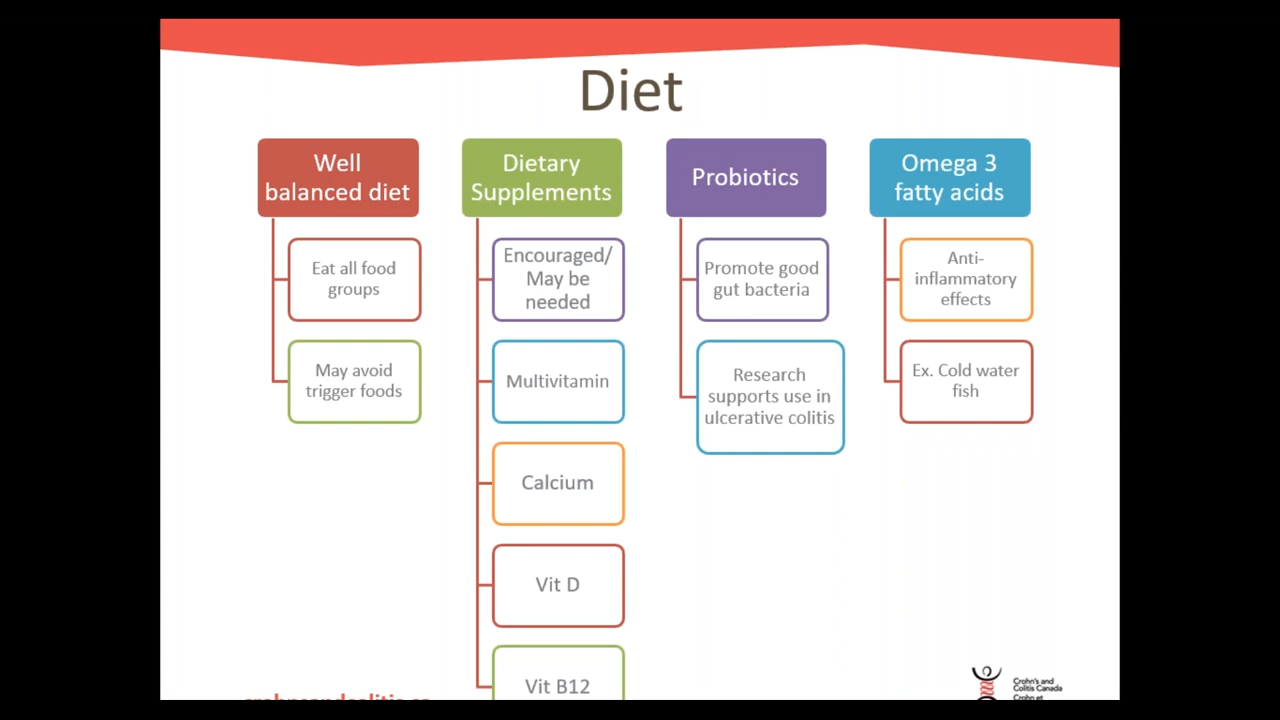 Diet
Well
balanced diet
Eat all food
groups
May avoid
trigger foods
Dietary
Supplements
Encouraged/
May be
needed
Multivitamin
Calcium
Vit D
Vit B12
Probiotics
Promote good
gut bacteria
Research
supports use in
ulcerative colitis
Omega 3
fatty acids
Anti-
inflammatory
effects
Ex. Cold water
fish
Crohn's and
Colitis Canada
Crohn et